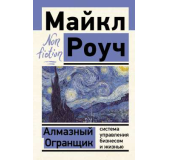 Майкл
Роуч
Non
fiction
Алмазный
Огранщик
система
управления
бизнесом
и жизнью